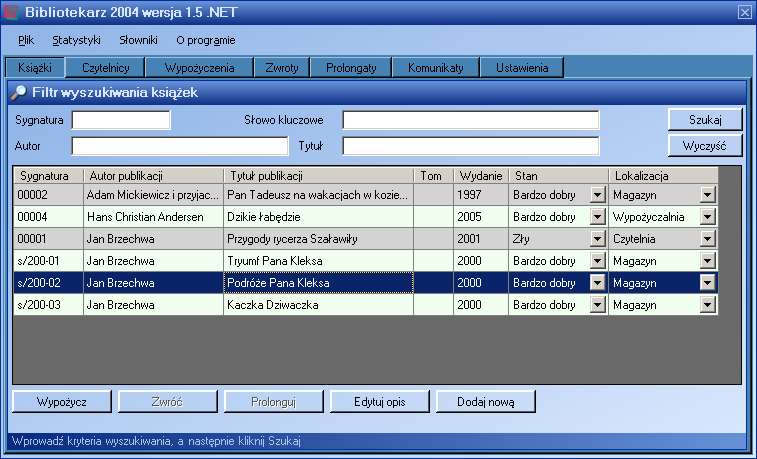 Bibliotekarz 2004 wersja 1.5 .NET
Plik Statystyki Słowniki O programie
Książki Czytelnicy Wypożyczenia Zwroty Prolongaty Komunikaty Ustawienia
Filtr wyszukiwania książek
Sygnatura Słowo kluczowe Szukaj
Autor Tytuł Wyczyść
Sygnatura Autor publikacji Tytuł publikacji Tom Wydanie Stan Lokalizacja
00002 Adam Mickiewicz i przyjac... Pan Tadeusz na wakacjach w kozie... 1997 Bardzo dobry Magazyn
00004 Hans Christian Andersen Dzikie łabędzie 2005 Bardzo dobry Wypożyczalnia
00001 Jan Brzechwa Przygody rycerza Szaławiły 2001 Zły Czytelnia
s/200-01 Jan Brzechwa Tryumf Pana Kleksa 2000 Bardzo dobry Magazyn
s/200-02 Jan Brzechwa Podróże Pana Kleksa 2000 Bardzo dobry Magazyn
s/200-03 Jan Brzechwa Kaczka Dziwaczka 2000 Bardzo dobry Magazyn
Wypożycz Zwróć Prolonguj Edytuj opis Dodaj nową
Wprowadź kryteria wyszukiwania, a następnie kliknij Szukaj